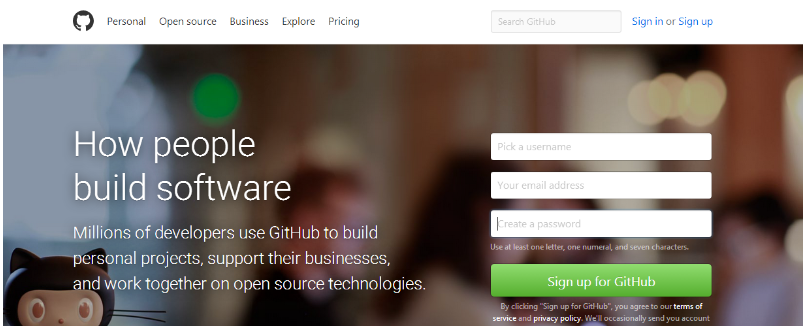 Personal Open source Business Explore Pricing Search GitHub Sign in or Sign up
How people
build software
Millions of developers use GitHub to build
personal projects, support their businesses,
and work together on open source technologies.
Pick a username
Your email address
Create a password
Use at least one letter, one numeral, and seven characters.
Sign up for GitHub
By clicking "Sign up for GitHub", you agree to our terms of
service and privacy policy. We'll occasionally send you account